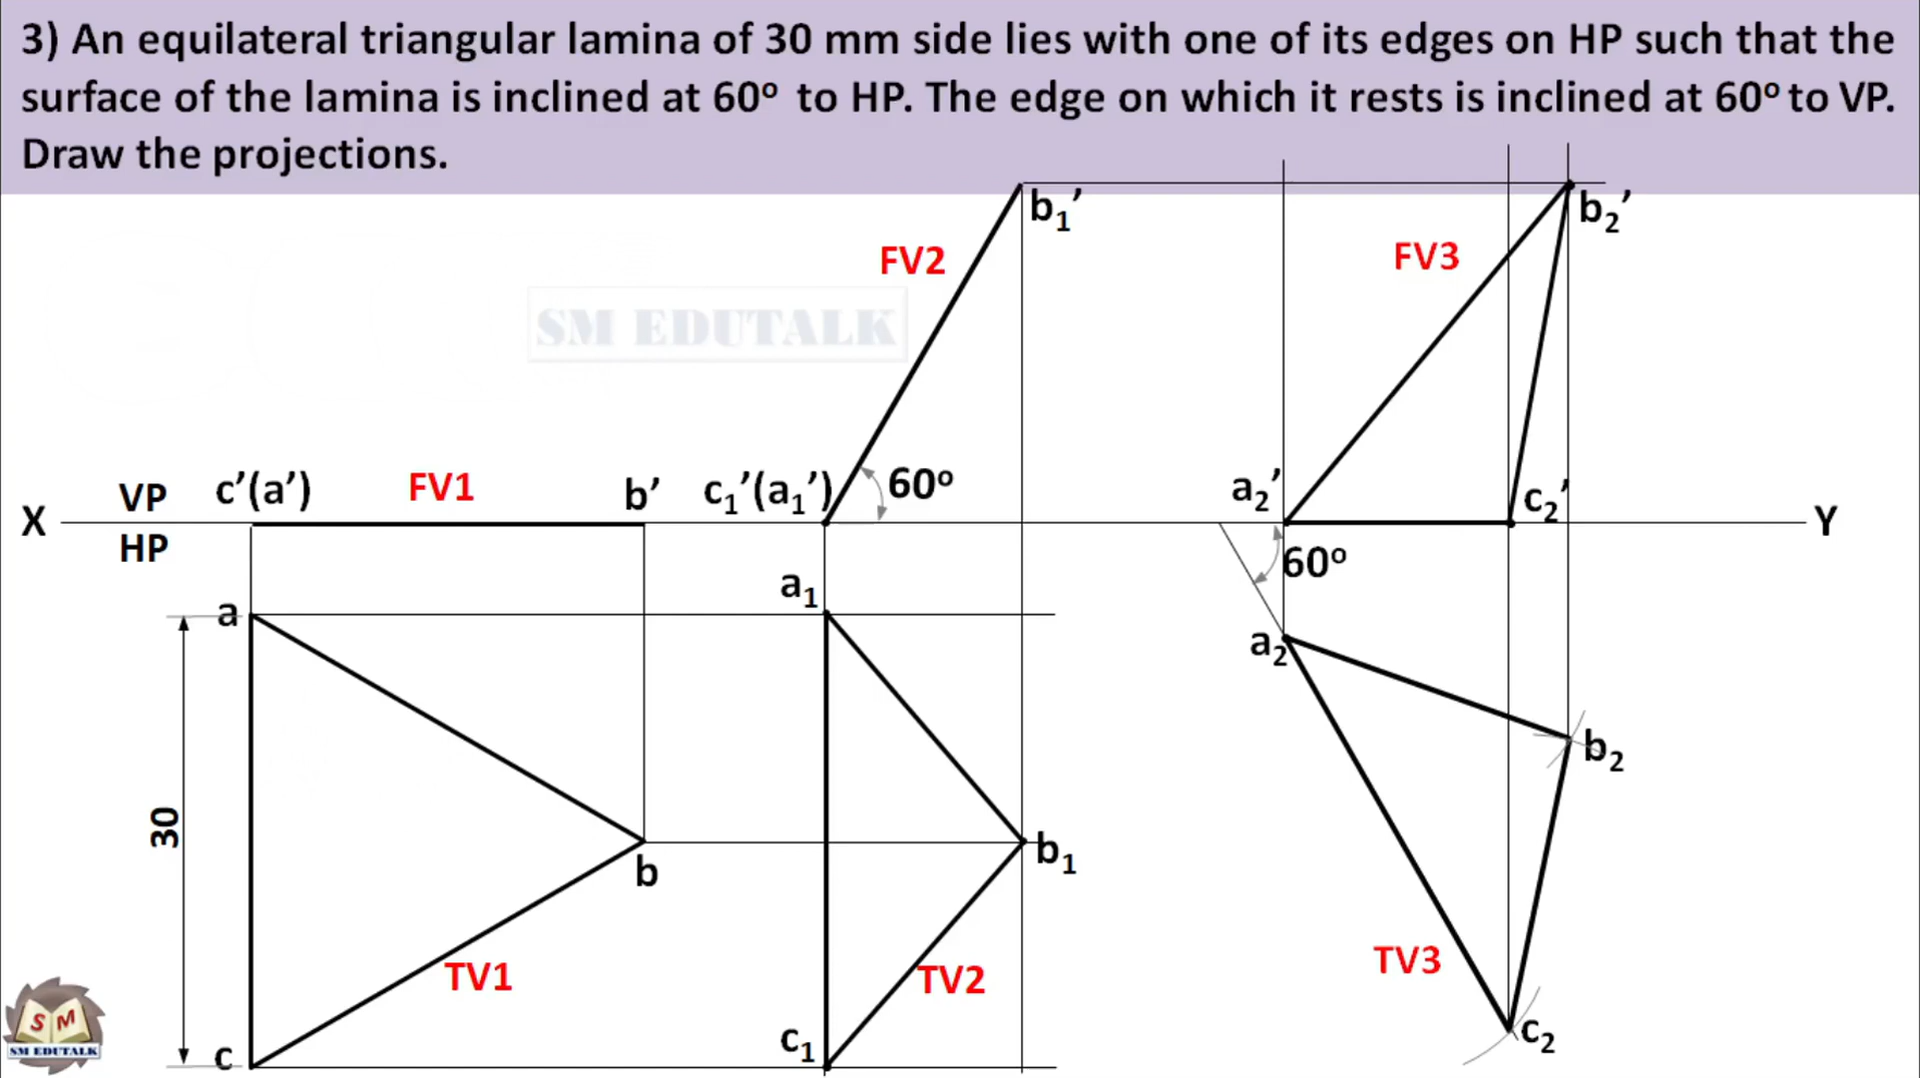 3) An equilateral triangular lamina of 30 mm side lies with one of its edges on HP such that the
surface of the lamina is inclined at 60° to HP. The edge on which it rests is inclined at 60° to VP.
Draw the projections.
b₁’
b₂’
FV2
FV3
SM EDUTALK
VP
c’(a’)
FV1
b’
c₁’(a₁’)
60°
a₂’
c₂’
X
Y
HP
60°
a
a₁
a₂
b₂
30
b
b₁
TV1
TV2
TV3
c
c₁
c₂
S M
SM EDUTALK